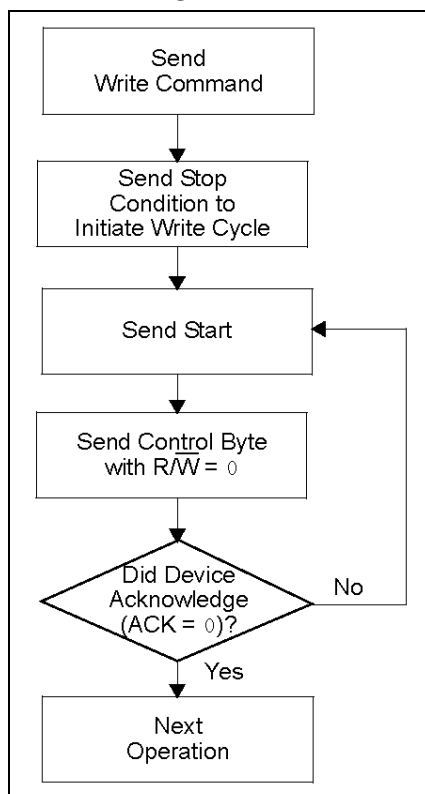 Send
Write Command
Send Stop
Condition to
Initiate Write Cycle
Send Start
Send Control Byte
with R/W̅ = 0
Did Device
Acknowledge
(ACK = 0)?
No
Yes
Next
Operation